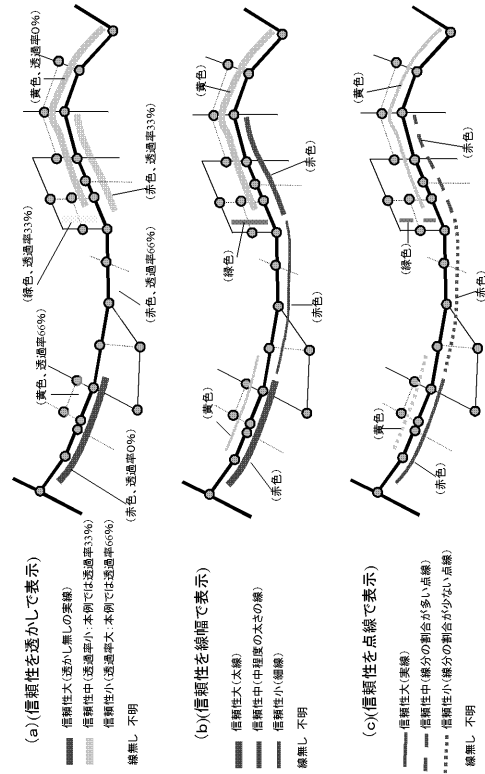 (a)(信頼性を透かしで表示)
信頼性大(透かし無しの実線)
信頼性中(透過率小：本例では透過率33%)
信頼性小(透過率大：本例では透過率66%)
線無し 不明
(赤色、透過率0%)
(黄色、透過率66%)
(赤色、透過率66%)
(緑色、透過率33%)
(赤色、透過率33%)
(黄色、透過率0%)
(b)(信頼性を線幅で表示)
信頼性大(太線)
信頼性中(中程度の太さの線)
信頼性小(細線)
線無し 不明
(赤色)
(黄色)
(赤色)
(緑色)
(赤色)
(黄色)
(c)(信頼性を点線で表示)
信頼性大(実線)
信頼性中(線分の割合が多い点線)
信頼性小(線分の割合が少ない点線)
線無し 不明
(赤色)
(黄色)
(赤色)
(緑色)
(赤色)
(黄色)